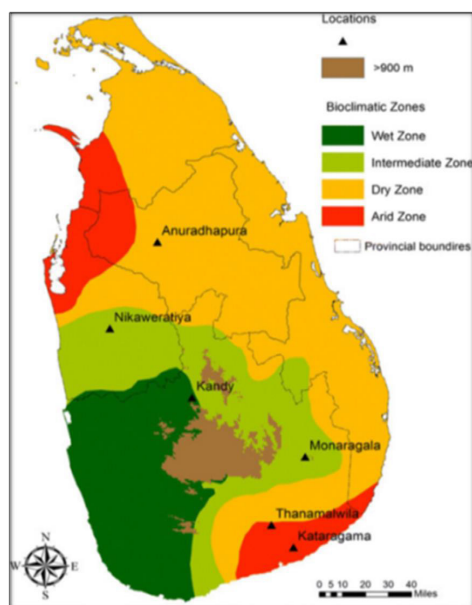 Locations
>900 m
Bioclimatic Zones
Wet Zone
Intermediate Zone
Dry Zone
Arid Zone
Provincial boundires
Anuradhapura
Nikaweratiya
Kandy
Monaragala
Thanamalwila
Kataragama
N
W E
S
0 5 10 20 30 40
Miles